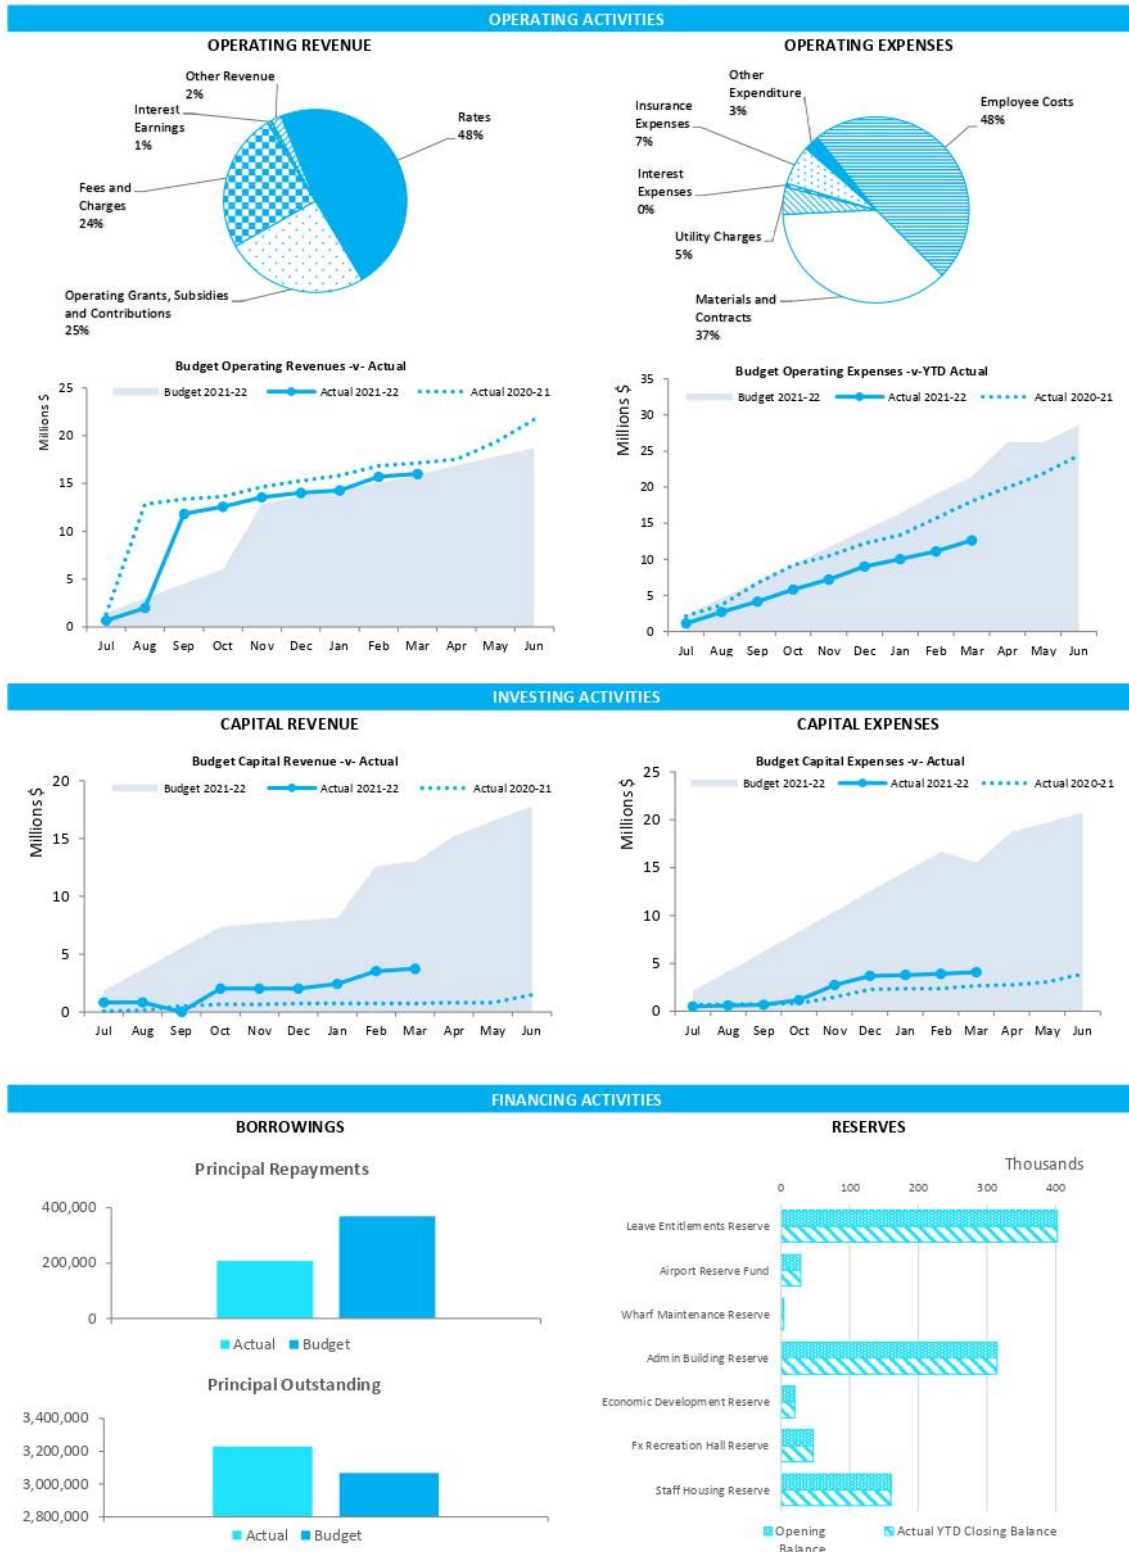 OPERATING ACTIVITIES
OPERATING REVENUE
Other Revenue
2%
Interest
Earnings
1%
Rates
48%
Fees and
Charges
24%
Operating Grants, Subsidies
and Contributions
25%
OPERATING EXPENSES
Other
Expenditure
3%
Insurance
Expenses
7%
Employee Costs
48%
Interest
Expenses
0%
Utility Charges
5%
Materials and
Contracts
37%
Budget Operating Revenues -v- Actual
Budget 2021-22 Actual 2021-22 Actual 2020-21
Millions $
25
20
15
10
5
0
Jul Aug Sep Oct Nov Dec Jan Feb Mar Apr May Jun
Budget Operating Expenses -v-YTD Actual
Budget 2021-22 Actual 2021-22 Actual 2020-21
Millions $
35
30
25
20
15
10
5
0
Jul Aug Sep Oct Nov Dec Jan Feb Mar Apr May Jun
INVESTING ACTIVITIES
CAPITAL REVENUE
Budget Capital Revenue -v- Actual
Budget 2021-22 Actual 2021-22 Actual 2020-21
Millions $
20
15
10
5
0
Jul Aug Sep Oct Nov Dec Jan Feb Mar Apr May Jun
CAPITAL EXPENSES
Budget Capital Expenses -v- Actual
Budget 2021-22 Actual 2021-22 Actual 2020-21
Millions $
25
20
15
10
5
0
Jul Aug Sep Oct Nov Dec Jan Feb Mar Apr May Jun
FINANCING ACTIVITIES
BORROWINGS
Principal Repayments
400,000
200,000
0
Actual Budget
Principal Outstanding
3,400,000
3,200,000
3,000,000
2,800,000
Actual Budget
RESERVES
Thousands
0 100 200 300 400
Leave Entitlements Reserve
Airport Reserve Fund
Wharf Maintenance Reserve
Admin Building Reserve
Economic Development Reserve
Fx Recreation Hall Reserve
Staff Housing Reserve
Opening Actual YTD Closing Balance
Balance